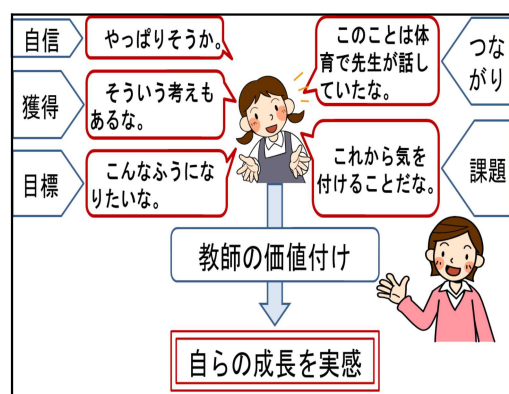 自信
やっぱりそうか。
獲得
そういう考えも
あるな。
目標
こんなふうにな
りたいな。
このことは体
育で先生が話し
ていたな。
つな
がり
これから気を
付けることだな。
課題
教師の価値付け
自らの成長を実感